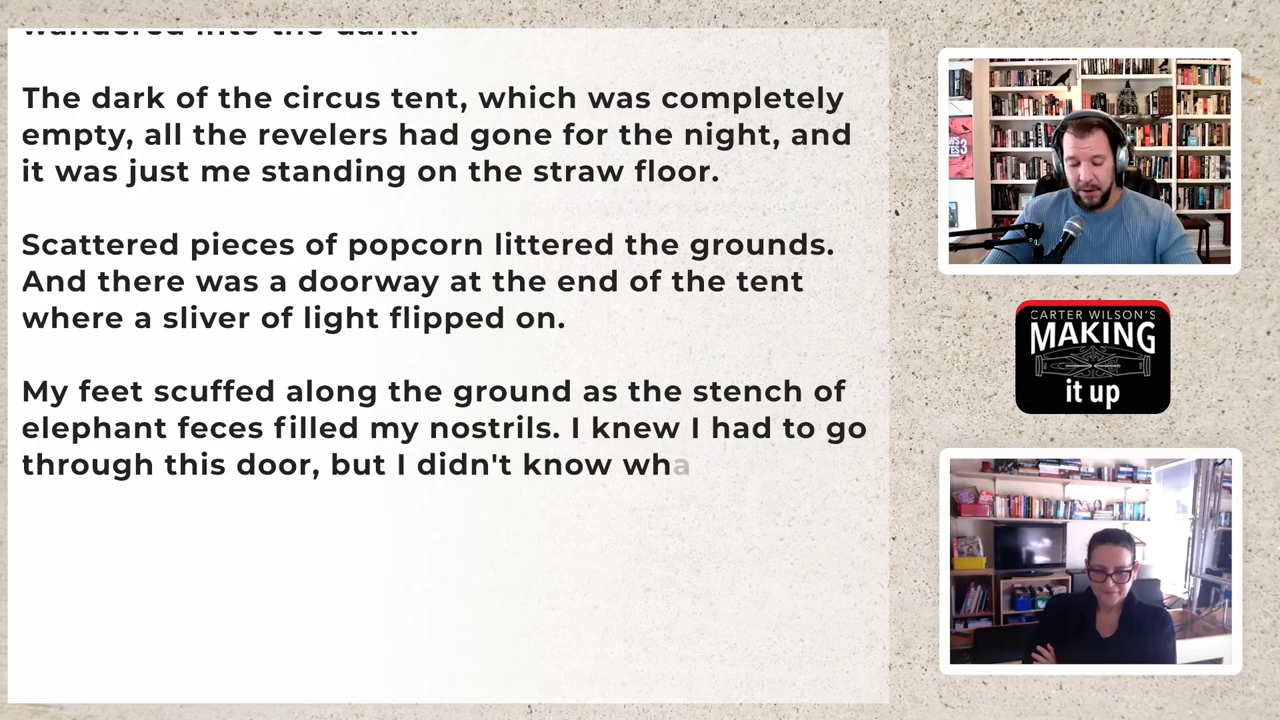 wandered into the dark.
The dark of the circus tent, which was completely
empty, all the revelers had gone for the night, and
it was just me standing on the straw floor.
Scattered pieces of popcorn littered the grounds.
And there was a doorway at the end of the tent
where a sliver of light flipped on.
My feet scuffed along the ground as the stench of
elephant feces filled my nostrils. I knew I had to go
through this door, but I didn't know wha
CARTER WILSON'S
MAKING
it up